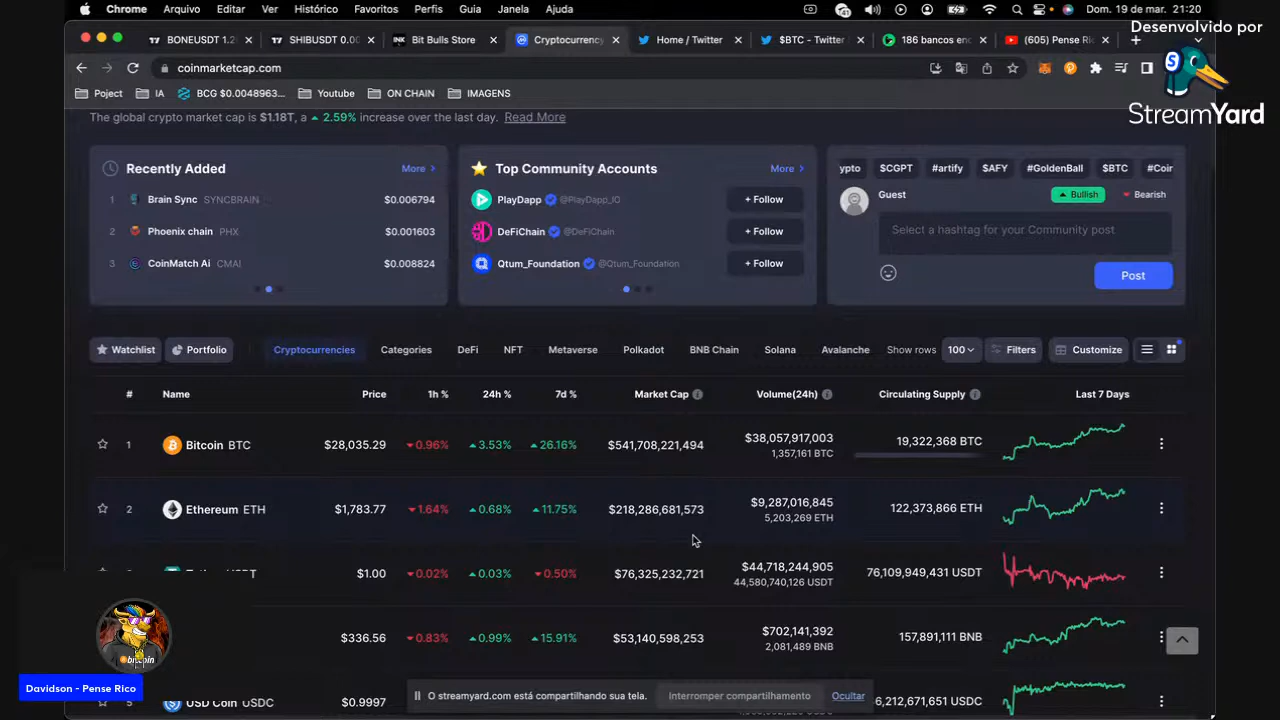 Chrome Arquivo Editar Ver Histórico Favoritos Perfis Guia Janela Ajuda 41 Dom. 19 de mar. 21:20
BONEUSDT 1.2 SHIBUSDT 0.00 Bit Bulls Store Cryptocurrency Home / Twitter $BTC - Twitter / 186 bancos en (605) Pense Ric
Desenvolvido por
StreamYard
coinmarketcap.com
Poject IA BCG $0.0048963... Youtube ON CHAIN IMAGENS
The global crypto market cap is $1.18T, a 2.59% increase over the last day. Read More
Recently Added More
1 Brain Sync SYNCBRAIN $0.006794
2 Phoenix chain PHX $0.001603
3 CoinMatch Ai CMAI $0.008824
Top Community Accounts More
PlayDapp @PlayDapp_IO + Follow
DeFiChain @DeFiChain + Follow
Qtum_Foundation @Qtum_Foundation + Follow
ypto $CGPT #artify $AFY #GoldenBall $BTC #Coin
Guest Bullish Bearish
Select a hashtag for your Community post
Post
Watchlist Portfolio Cryptocurrencies Categories DeFi NFT Metaverse Polkadot BNB Chain Solana Avalanche Show rows 100 Filters Customize
# Name Price 1h % 24h % 7d % Market Cap Volume(24h) Circulating Supply Last 7 Days
1 Bitcoin BTC $28,035.29 0.96% 3.53% 26.16% $541,708,221,494 $38,057,917,003 19,322,368 BTC
1,357,161 BTC
2 Ethereum ETH $1,783.77 1.64% 0.68% 11.75% $218,286,681,573 $9,287,016,845 122,373,866 ETH
5,203,269 ETH
$1.00 0.02% 0.03% 0.50% $76,325,232,721 $44,718,244,905 76,109,949,431 USDT
44,580,740,126 USDT
$336.56 0.83% 0.99% 15.91% $53,140,598,253 $702,141,392 157,891,111 BNB
2,081,489 BNB
5 USD Coin USDC $0.9997 6,212,671,651 USDC
Davidson - Pense Rico
O streamyard.com está compartilhando sua tela. Interromper compartilhamento Ocultar